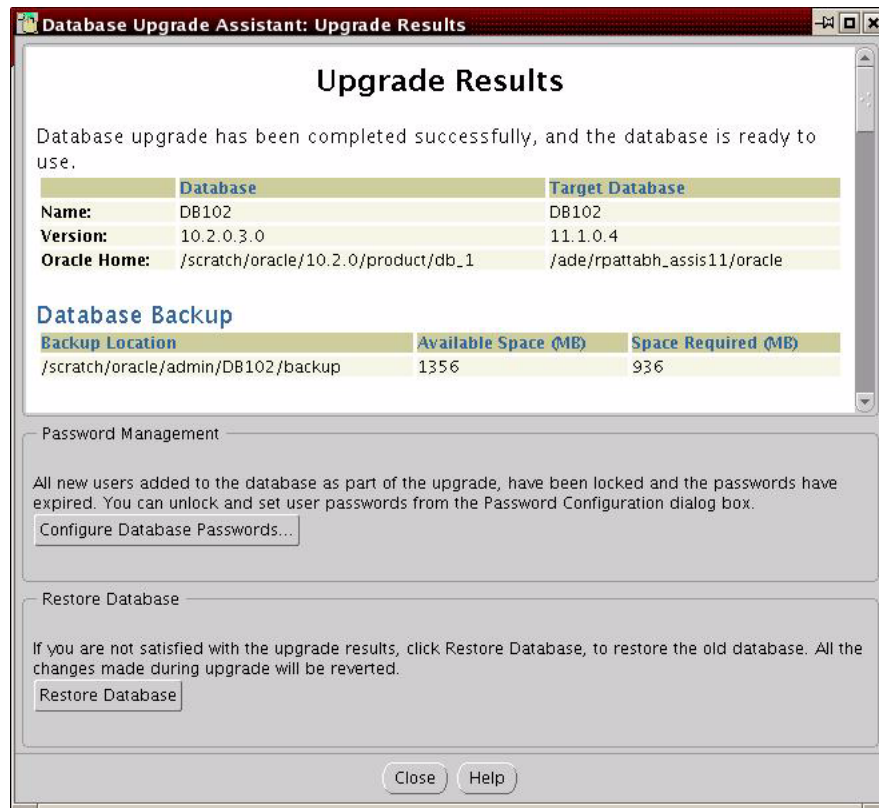 Database Upgrade Assistant: Upgrade Results
Upgrade Results
Database upgrade has been completed successfully, and the database is ready to
use.
Database Target Database
Name: DB102 DB102
Version: 10.2.0.3.0 11.1.0.4
Oracle Home: /scratch/oracle/10.2.0/product/db_1 /ade/rpattabh_assis11/oracle
Database Backup
Backup Location Available Space (MB) Space Required (MB)
/scratch/oracle/admin/DB102/backup 1356 936
Password Management
All new users added to the database as part of the upgrade, have been locked and the passwords have
expired. You can unlock and set user passwords from the Password Configuration dialog box.
Configure Database Passwords...
Restore Database
If you are not satisfied with the upgrade results, click Restore Database, to restore the old database. All the
changes made during upgrade will be reverted.
Restore Database
Close Help